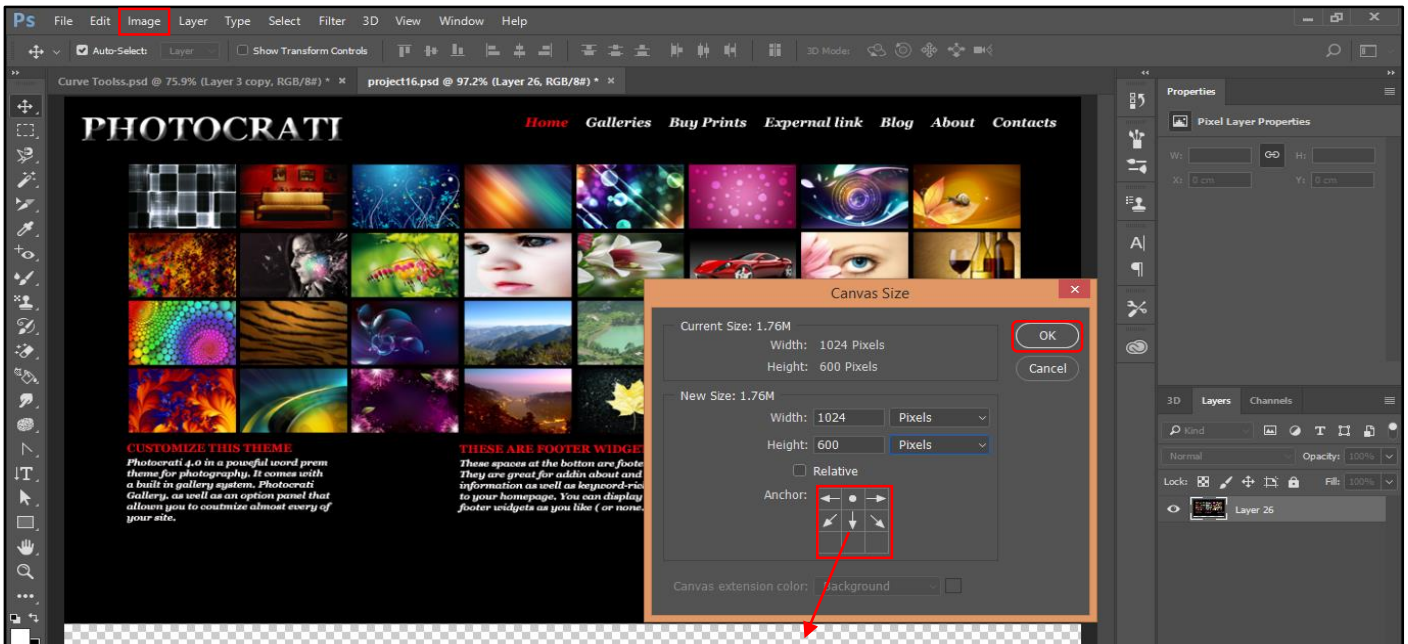 Ps File Edit Image Layer Type Select Filter 3D View Window Help
Auto-Select: Layer Show Transform Controls 3D Mode:
Curve Toolss.psd @ 75.9% (Layer 3 copy, RGB/8#) * × project16.psd @ 97.2% (Layer 26, RGB/8#) * ×
PHOTOCRATI
Home Galleries Buy Prints Expernal link Blog About Contacts
CUSTOMIZE THIS THEME
Photocrati 4.0 in a poweful word prem
theme for photography, It comes with
a built in gallery system. Photocrati
Gallery, as well as an option panel that
allown you to coutmize almost every of
your site.
THESE ARE FOOTER WIDGE
These spaces at the botton are foote
They are great for addin about and
information as well as keyword-ric
to your homepage. You can display
footer widgets as you like ( or none.
Canvas Size
Current Size: 1.76M
Width: 1024 Pixels
Height: 600 Pixels
OK
Cancel
New Size: 1.76M
Width: 1024 Pixels
Height: 600 Pixels
Relative
Anchor:
Canvas extension color: Background
Properties
Pixel Layer Properties
W: H:
X: 0 cm Y: 0 cm
3D Layers Channels
Kind
Normal Opacity: 100%
Lock: Fill: 100%
Layer 26